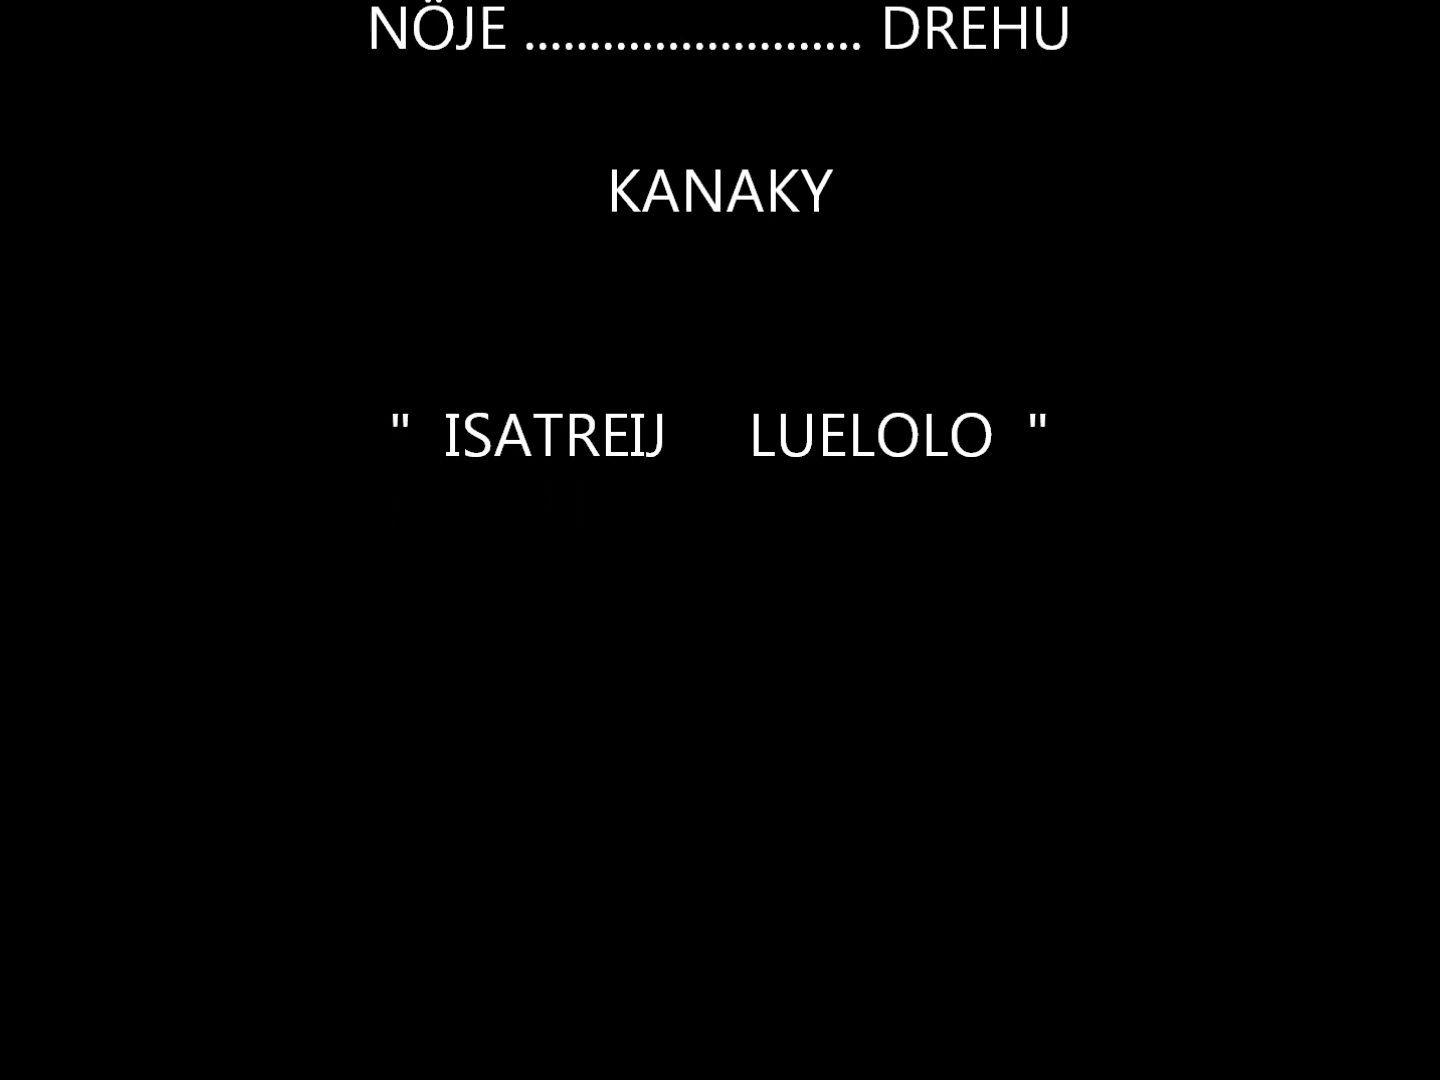 NÖJE .......................... DREHU
KANAKY
" ISATREIJ LUELOLO "